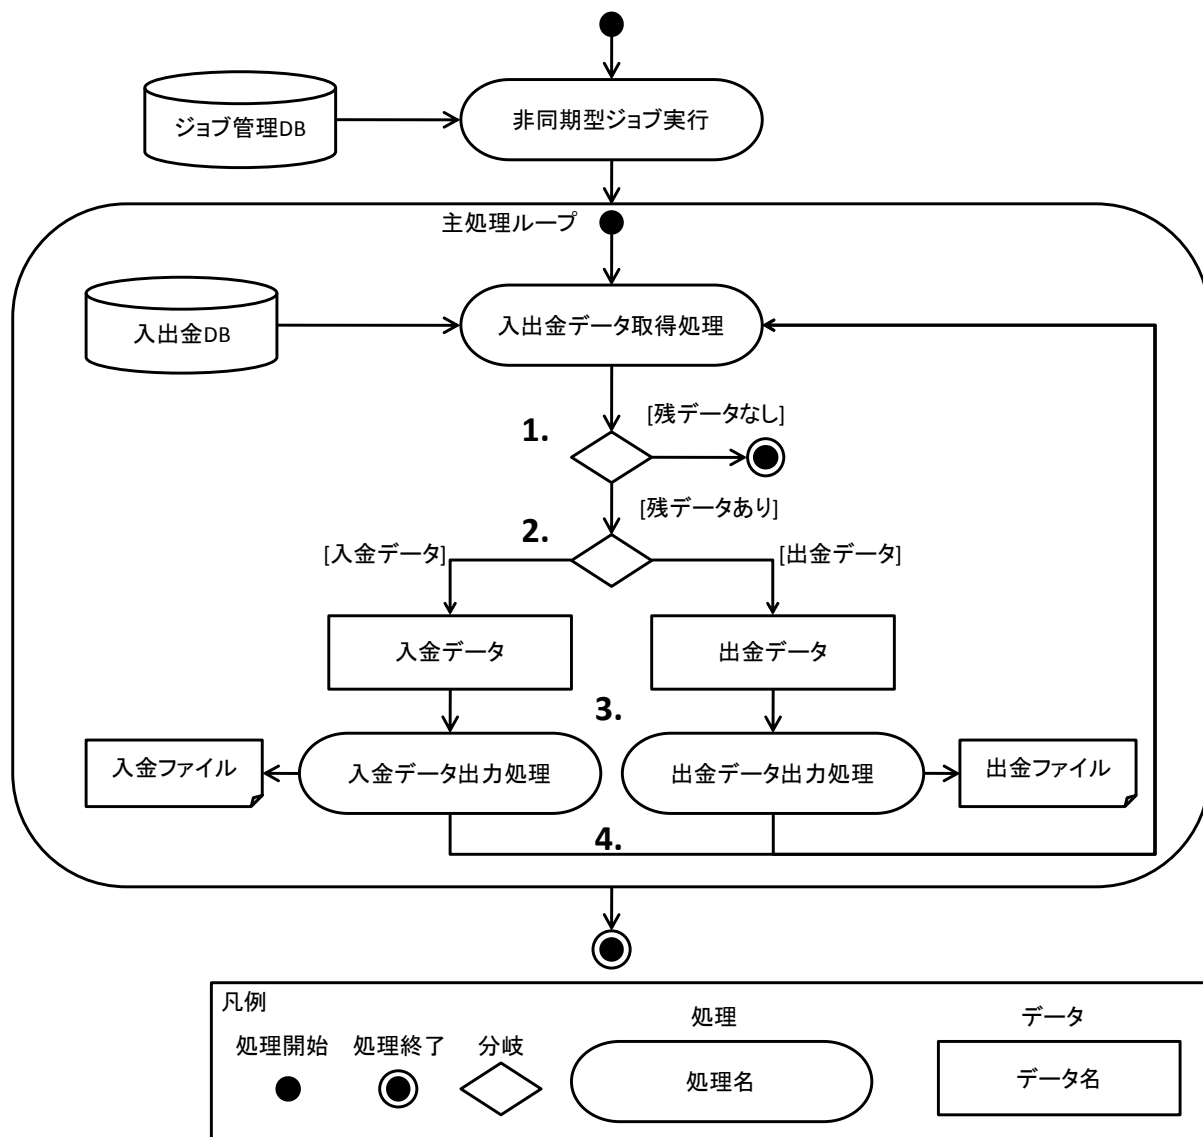 ジョブ管理DB
非同期型ジョブ実行
主処理ループ
入出金DB
入出金データ取得処理
1.
[残データなし]
[残データあり]
2.
[入金データ]
[出金データ]
入金データ
出金データ
3.
入金ファイル
入金データ出力処理
出金データ出力処理
出金ファイル
4.
凡例
処理開始
処理終了
分岐
処理
処理名
データ
データ名